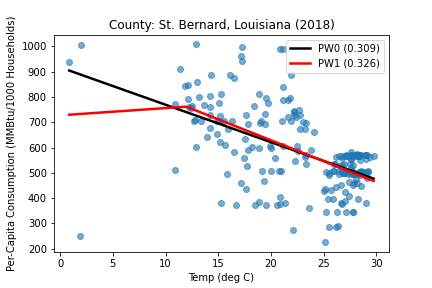 County: St. Bernard, Louisiana (2018)
Per-Capita Consumption (MMBtu/1000 Households)
1000
900
800
700
600
500
400
300
200
PW0 (0.309)
PW1 (0.326)
0 5 10 15 20 25 30
Temp (deg C)